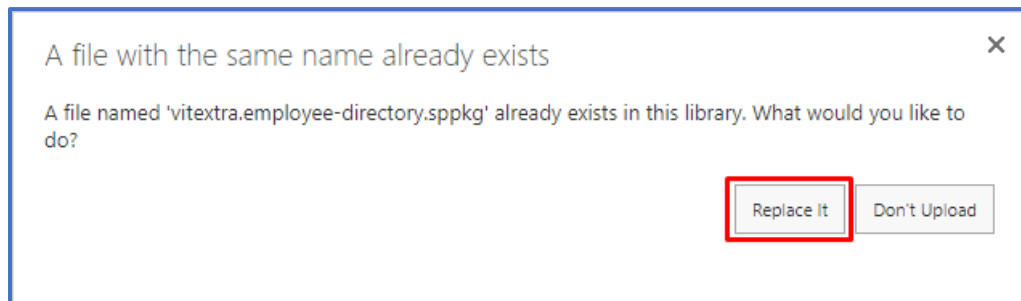 A file with the same name already exists
A file named 'vitextra.employee-directory.sppkg' already exists in this library. What would you like to
do?
Replace It Don't Upload